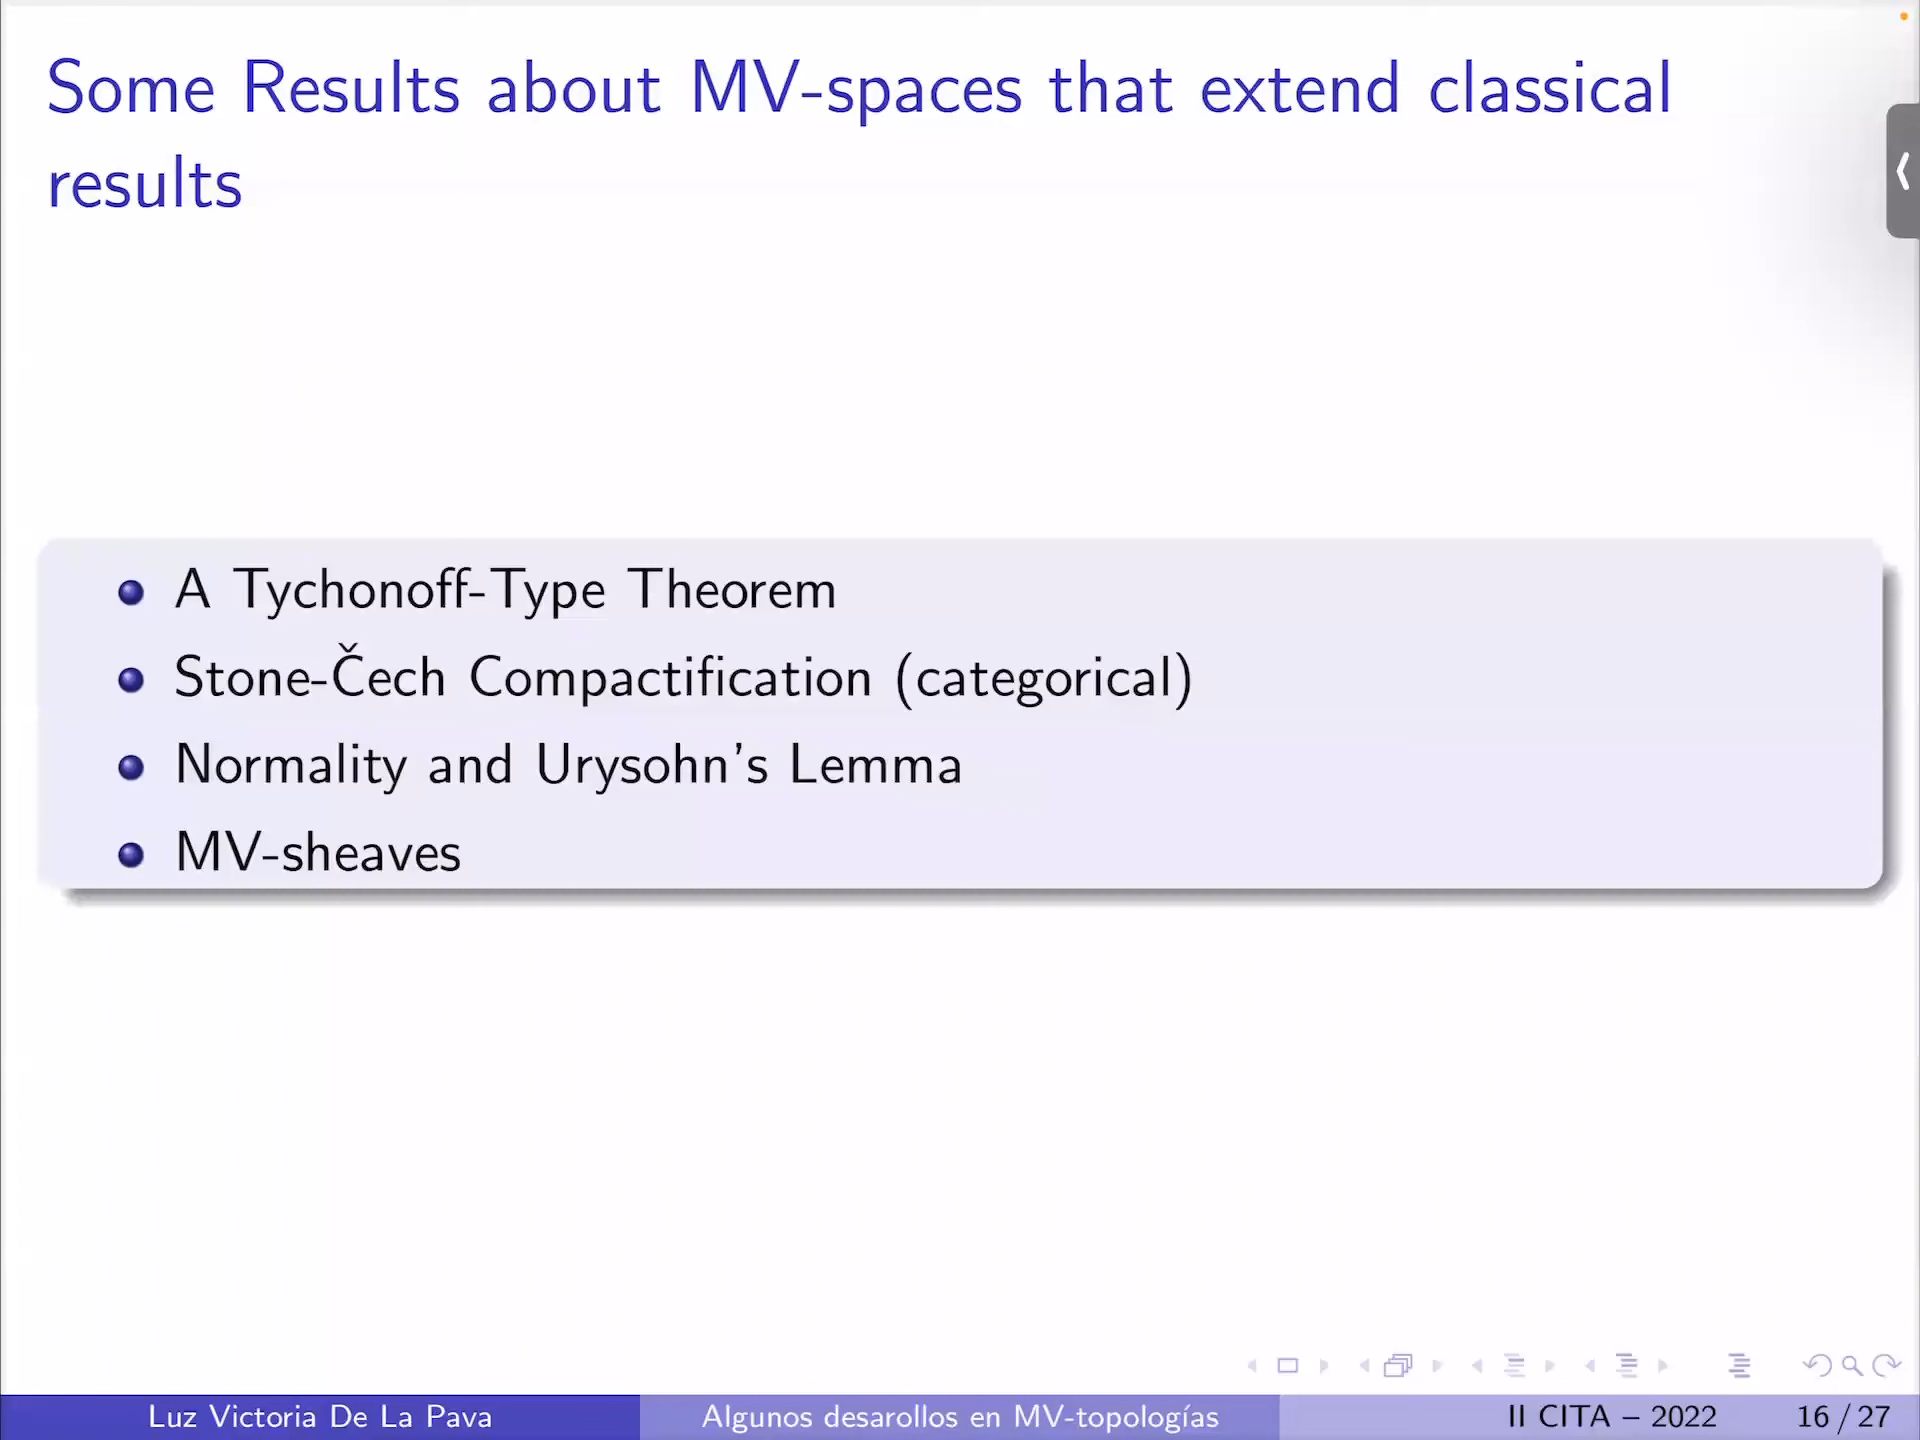 Some Results about MV-spaces that extend classical
results
A Tychonoff-Type Theorem
Stone-Čech Compactification (categorical)
Normality and Urysohn's Lemma
MV-sheaves
Luz Victoria De La Pava
Algunos desarollos en MV-topologías
II CITA – 2022
16 / 27